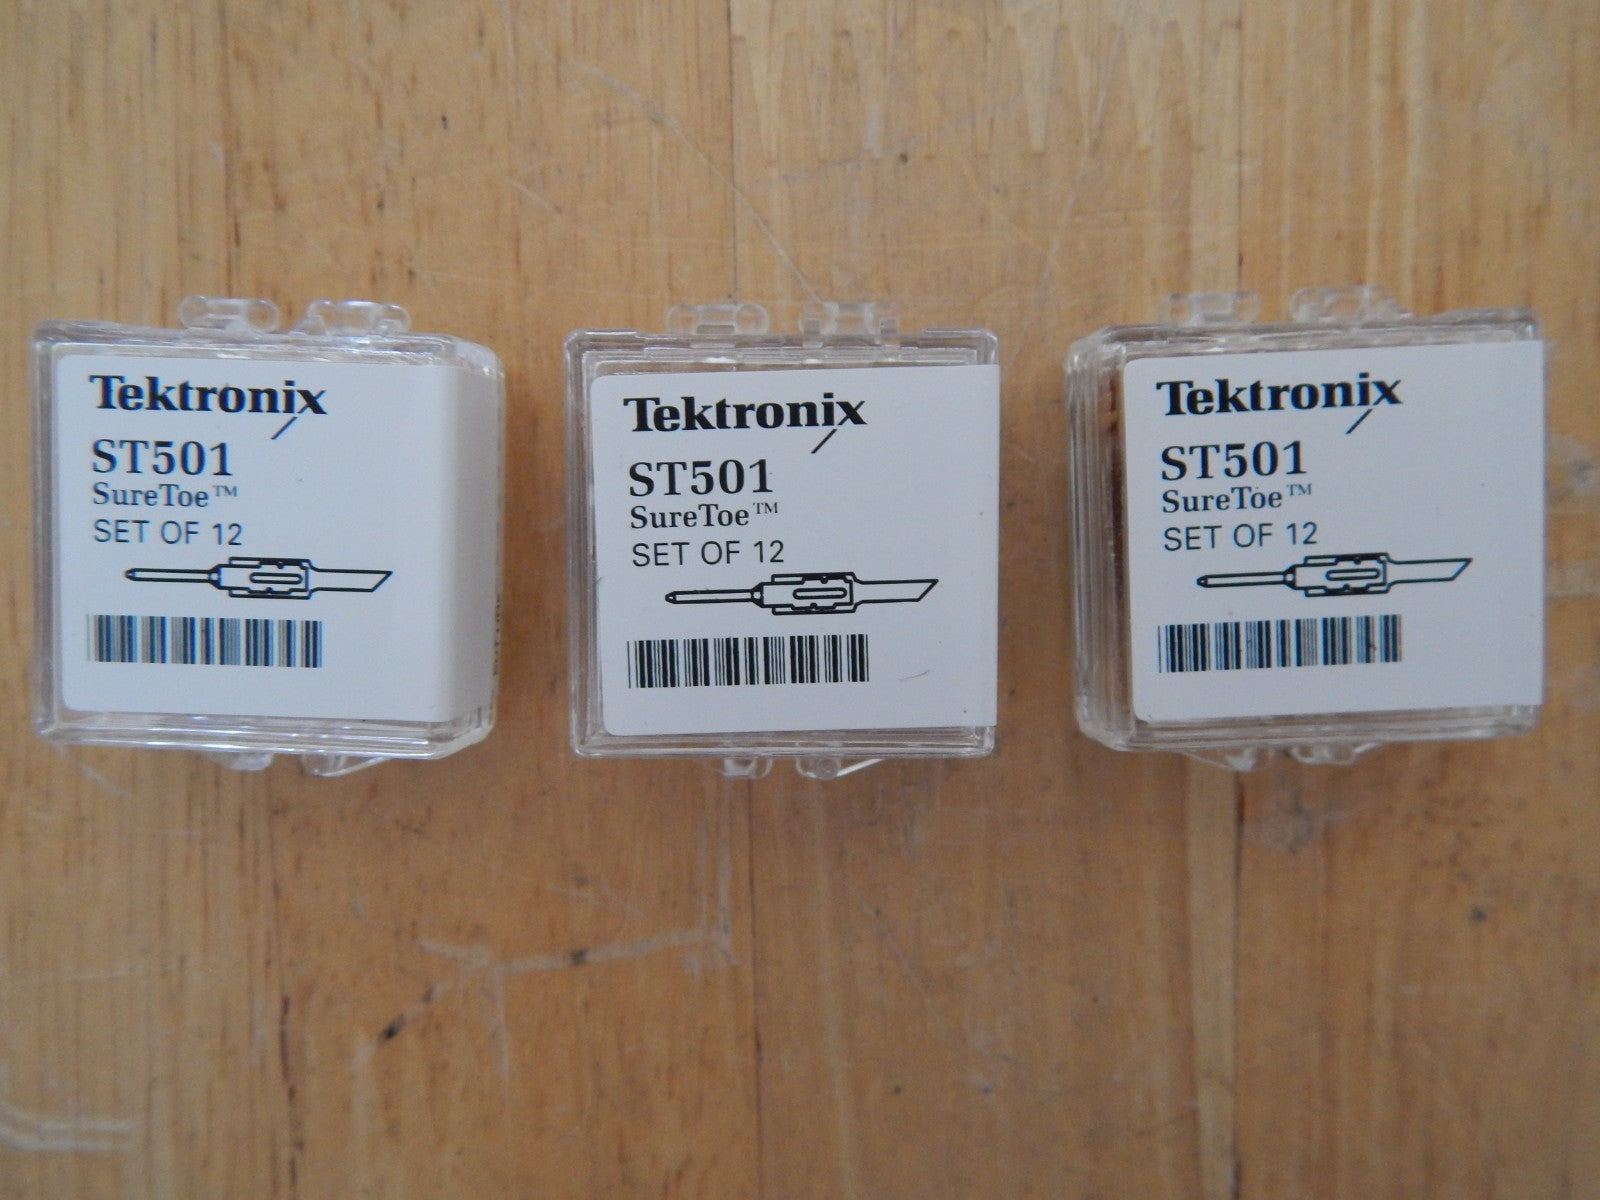 Tektronix
ST501
SureToe™
SET OF 12
Tektronix
ST501
SureToe™
SET OF 12
Tektronix
ST501
SureToe™
SET OF 12